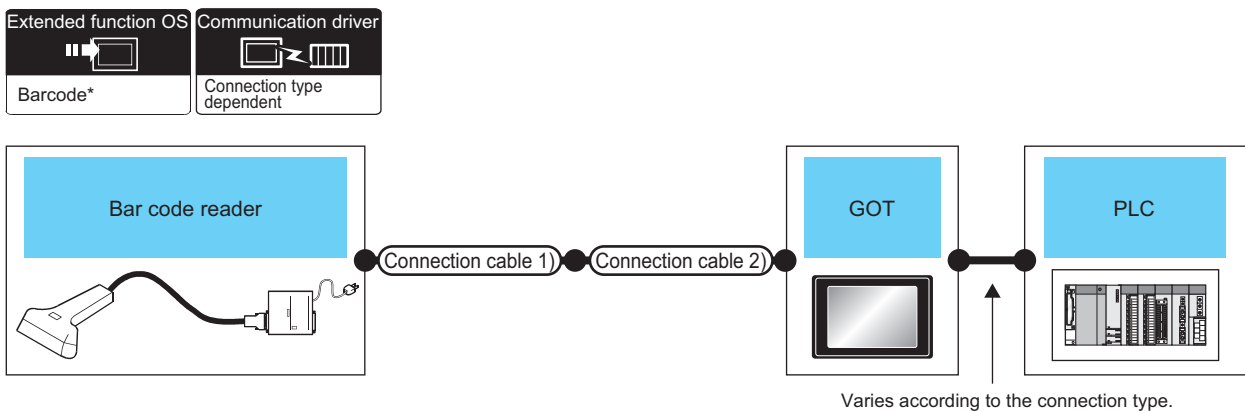 Extended function OS
Communication driver
Barcode*
Connection type
dependent
Bar code reader
Connection cable 1)
Connection cable 2)
GOT
PLC
Varies according to the connection type.